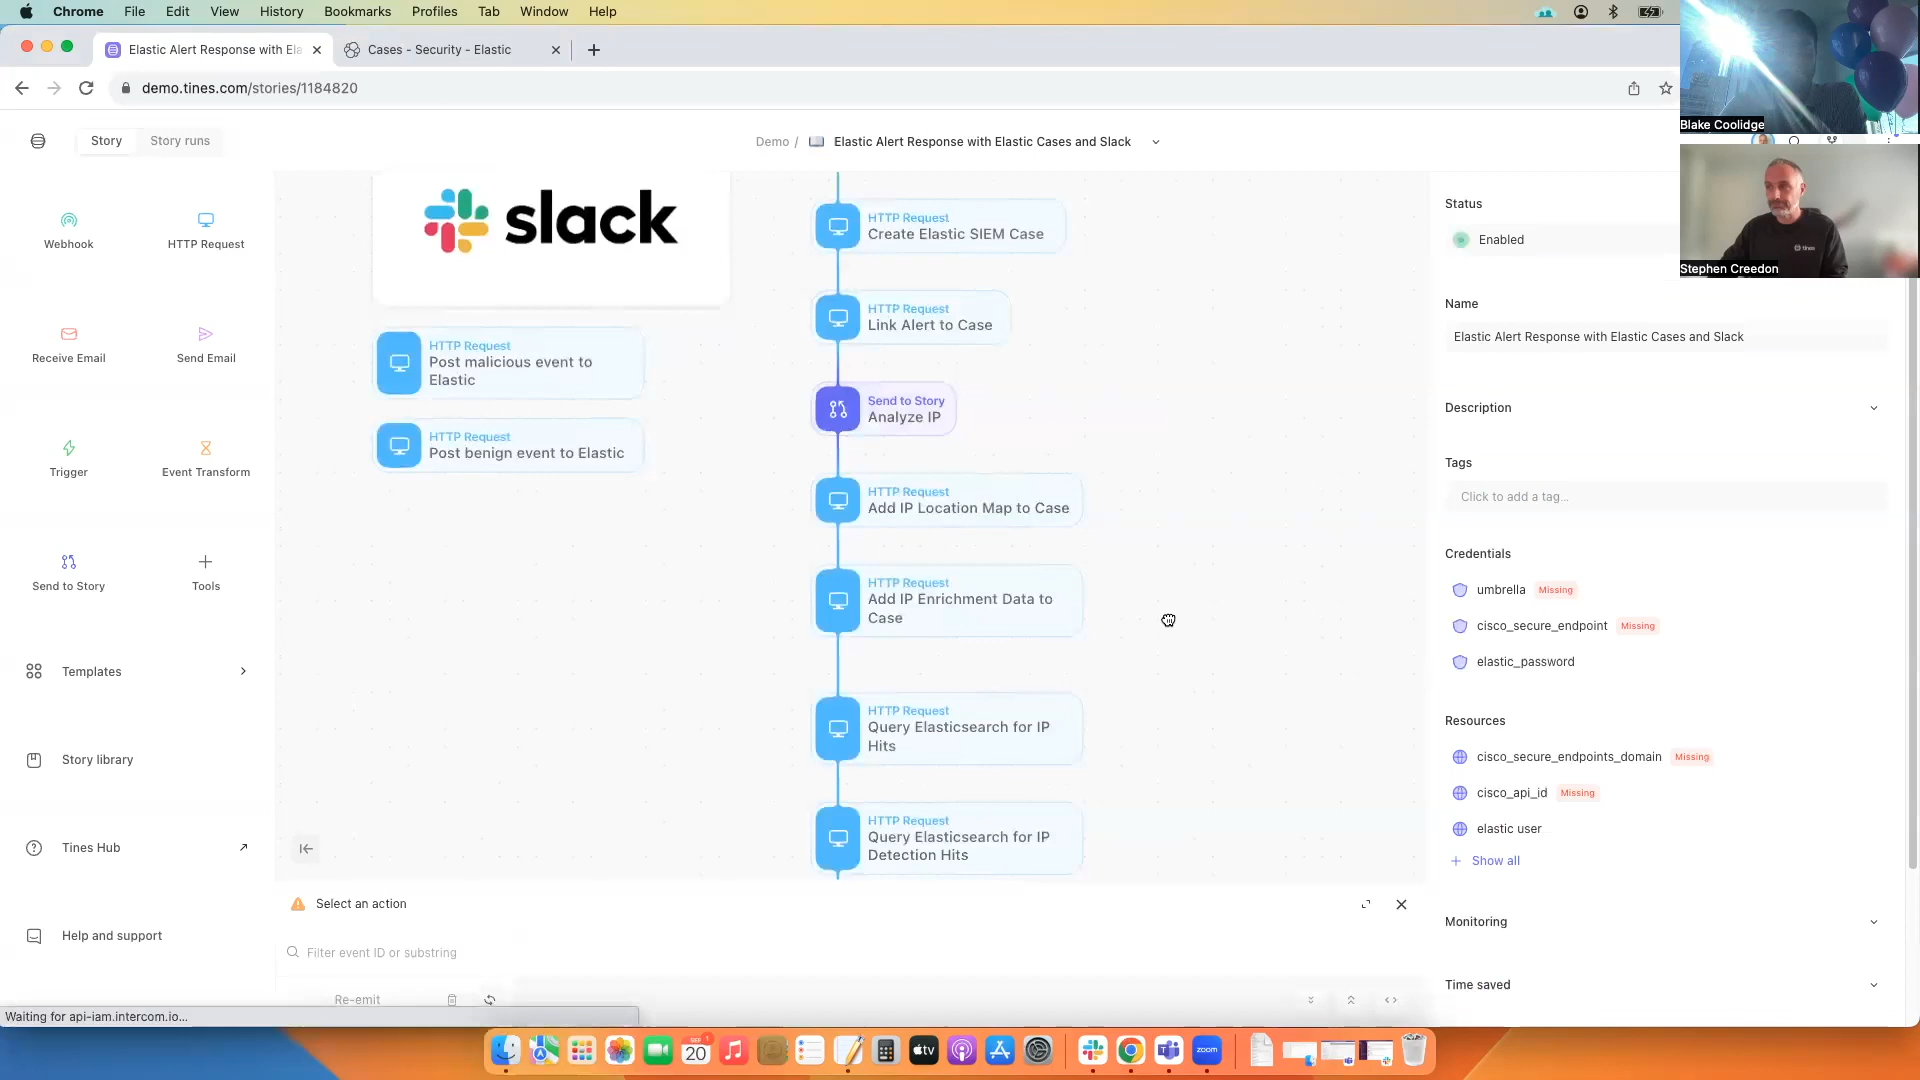 Chrome File Edit View History Bookmarks Profiles Tab Window Help
Elastic Alert Response with Ela
Cases - Security - Elastic
demo.tines.com/stories/1184820
Blake Coolidge
Story Story runs
Demo / Elastic Alert Response with Elastic Cases and Slack
Stephen Creedon
tines
Webhook
HTTP Request
Receive Email
Send Email
Trigger
Event Transform
Send to Story
Tools
Templates
Story library
Tines Hub
Help and support
slack
HTTP Request
Post malicious event to
Elastic
HTTP Request
Post benign event to Elastic
HTTP Request
Create Elastic SIEM Case
HTTP Request
Link Alert to Case
Send to Story
Analyze IP
HTTP Request
Add IP Location Map to Case
HTTP Request
Add IP Enrichment Data to
Case
HTTP Request
Query Elasticsearch for IP
Hits
HTTP Request
Query Elasticsearch for IP
Detection Hits
Status
Enabled
Name
Elastic Alert Response with Elastic Cases and Slack
Description
Tags
Click to add a tag...
Credentials
umbrella Missing
cisco_secure_endpoint Missing
elastic_password
Resources
cisco_secure_endpoints_domain Missing
cisco_api_id Missing
elastic user
Show all
Monitoring
Time saved
Select an action
Filter event ID or substring
Re-emit
Waiting for api-iam.intercom.io...
20
tv
zoom